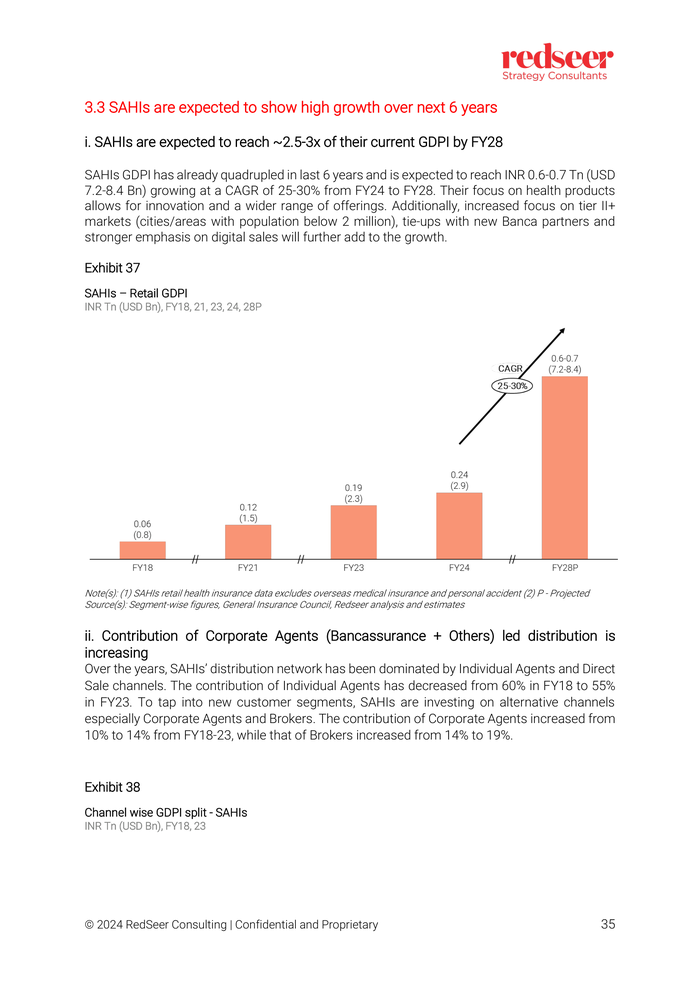 redseer
Strategy Consultants
3.3 SAHIs are expected to show high growth over next 6 years
i. SAHIs are expected to reach ~2.5-3x of their current GDPI by FY28
SAHIs GDPI has already quadrupled in last 6 years and is expected to reach INR 0.6-0.7 Tn (USD
7.2-8.4 Bn) growing at a CAGR of 25-30% from FY24 to FY28. Their focus on health products
allows for innovation and a wider range of offerings. Additionally, increased focus on tier II+
markets (cities/areas with population below 2 million), tie-ups with new Banca partners and
stronger emphasis on digital sales will further add to the growth.
Exhibit 37
SAHIs – Retail GDPI
INR Tn (USD Bn), FY18, 21, 23, 24, 28P
0.06
(0.8)
0.12
(1.5)
0.19
(2.3)
0.24
(2.9)
CAGR
25-30%
0.6-0.7
(7.2-8.4)
FY18 // FY21 // FY23 FY24 // FY28P
Note(s): (1) SAHIs retail health insurance data excludes overseas medical insurance and personal accident (2) P - Projected
Source(s): Segment-wise figures, General Insurance Council, Redseer analysis and estimates
ii. Contribution of Corporate Agents (Bancassurance + Others) led distribution is
increasing
Over the years, SAHIs' distribution network has been dominated by Individual Agents and Direct
Sale channels. The contribution of Individual Agents has decreased from 60% in FY18 to 55%
in FY23. To tap into new customer segments, SAHIs are investing on alternative channels
especially Corporate Agents and Brokers. The contribution of Corporate Agents increased from
10% to 14% from FY18-23, while that of Brokers increased from 14% to 19%.
Exhibit 38
Channel wise GDPI split - SAHIs
INR Tn (USD Bn), FY18, 23
© 2024 RedSeer Consulting | Confidential and Proprietary
35